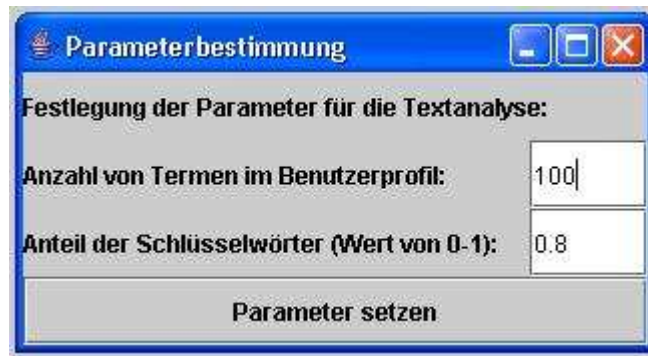 Parameterbestimmung
Festlegung der Parameter für die Textanalyse:
Anzahl von Termen im Benutzerprofil: 100
Anteil der Schlüsselwörter (Wert von 0-1): 0.8
Parameter setzen